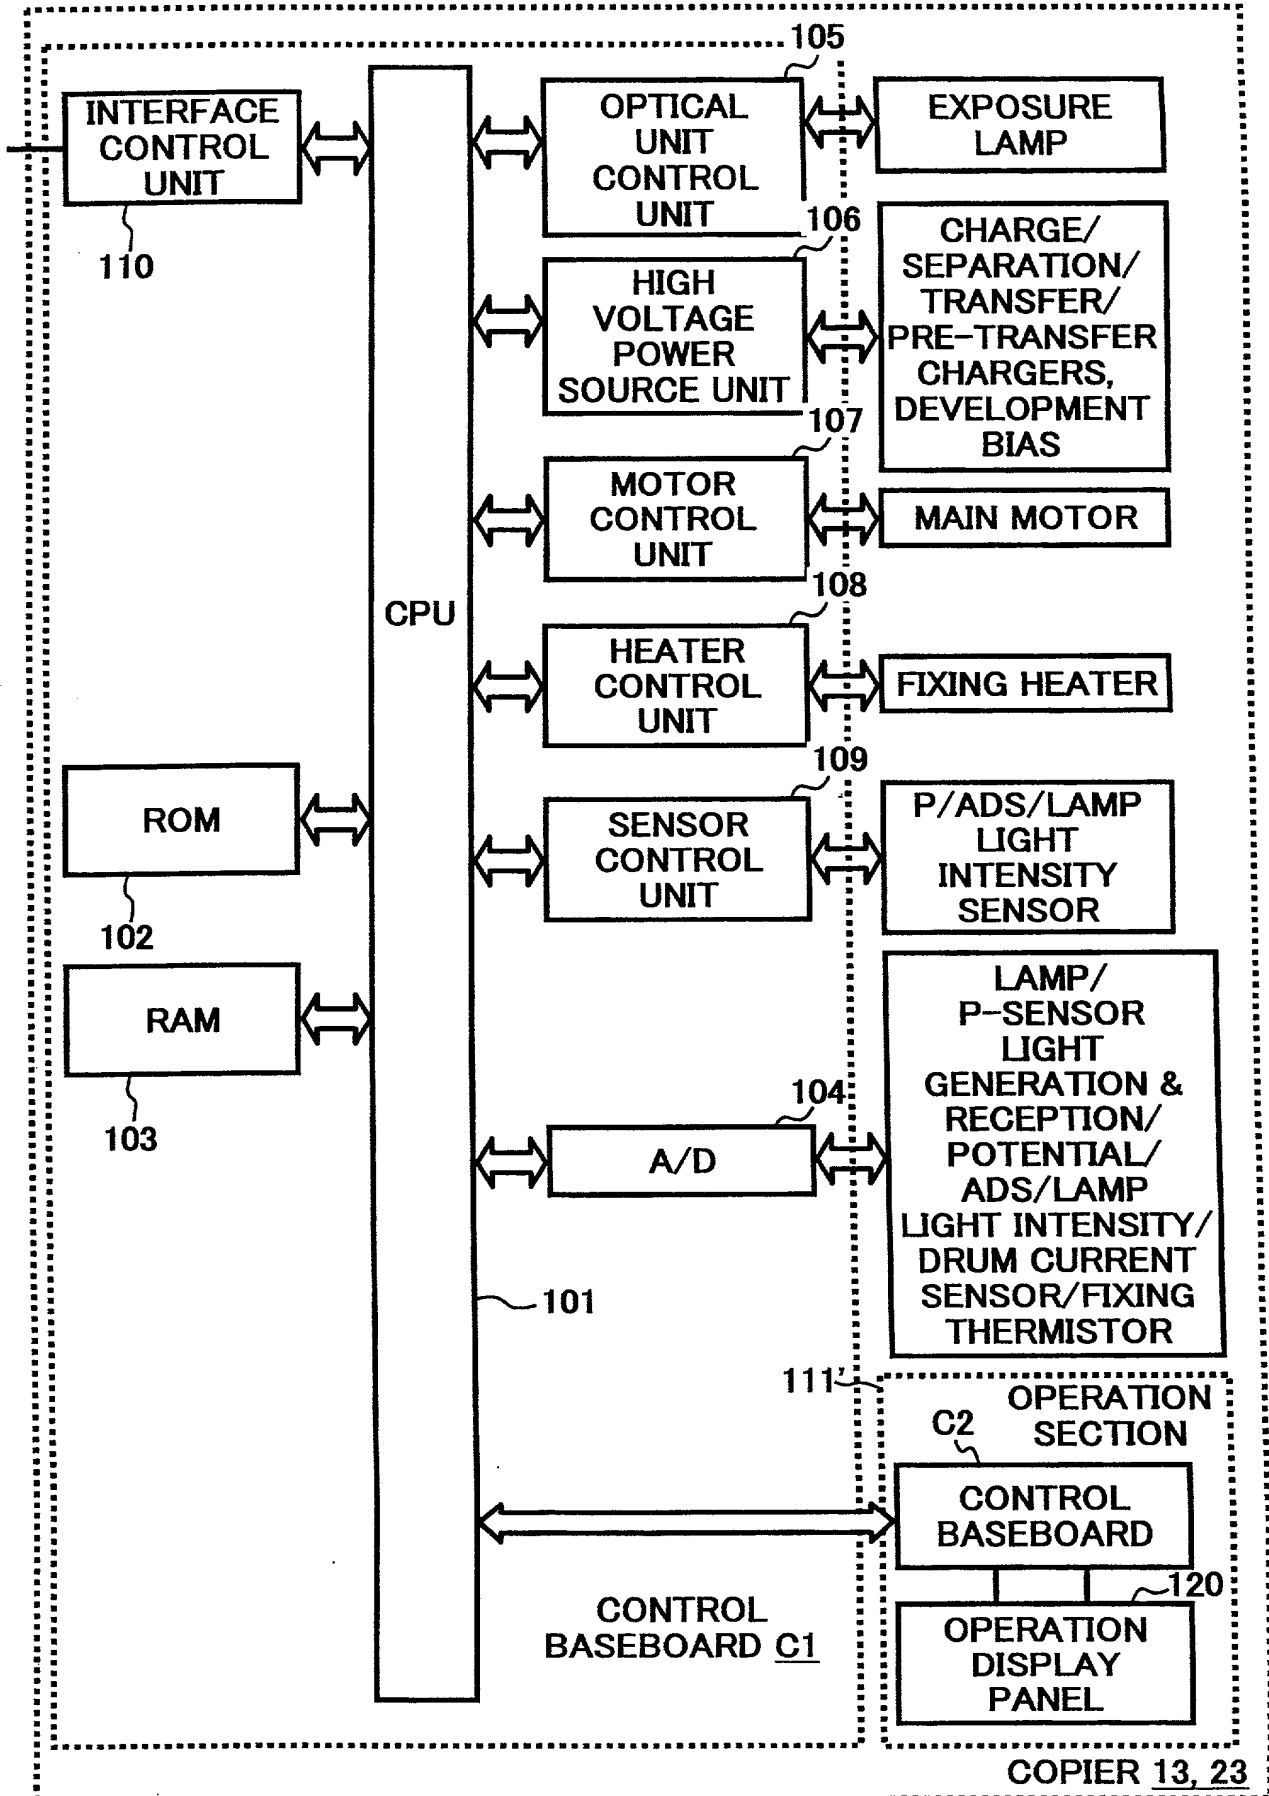 105
INTERFACE
CONTROL
UNIT
110
OPTICAL
UNIT
CONTROL
UNIT
EXPOSURE
LAMP
106
HIGH
VOLTAGE
POWER
SOURCE UNIT
CHARGE/
SEPARATION/
TRANSFER/
PRE-TRANSFER
CHARGERS,
DEVELOPMENT
BIAS
107
MOTOR
CONTROL
UNIT
MAIN MOTOR
CPU
108
HEATER
CONTROL
UNIT
FIXING HEATER
109
ROM
102
SENSOR
CONTROL
UNIT
P/ADS/LAMP
LIGHT
INTENSITY
SENSOR
RAM
103
104
A/D
LAMP/
P-SENSOR
LIGHT
GENERATION &
RECEPTION/
POTENTIAL/
ADS/LAMP
LIGHT INTENSITY/
DRUM CURRENT
SENSOR/FIXING
THERMISTOR
101
111'
OPERATION
SECTION
C2
CONTROL
BASEBOARD
120
OPERATION
DISPLAY
PANEL
CONTROL
BASEBOARD C1
COPIER 13, 23